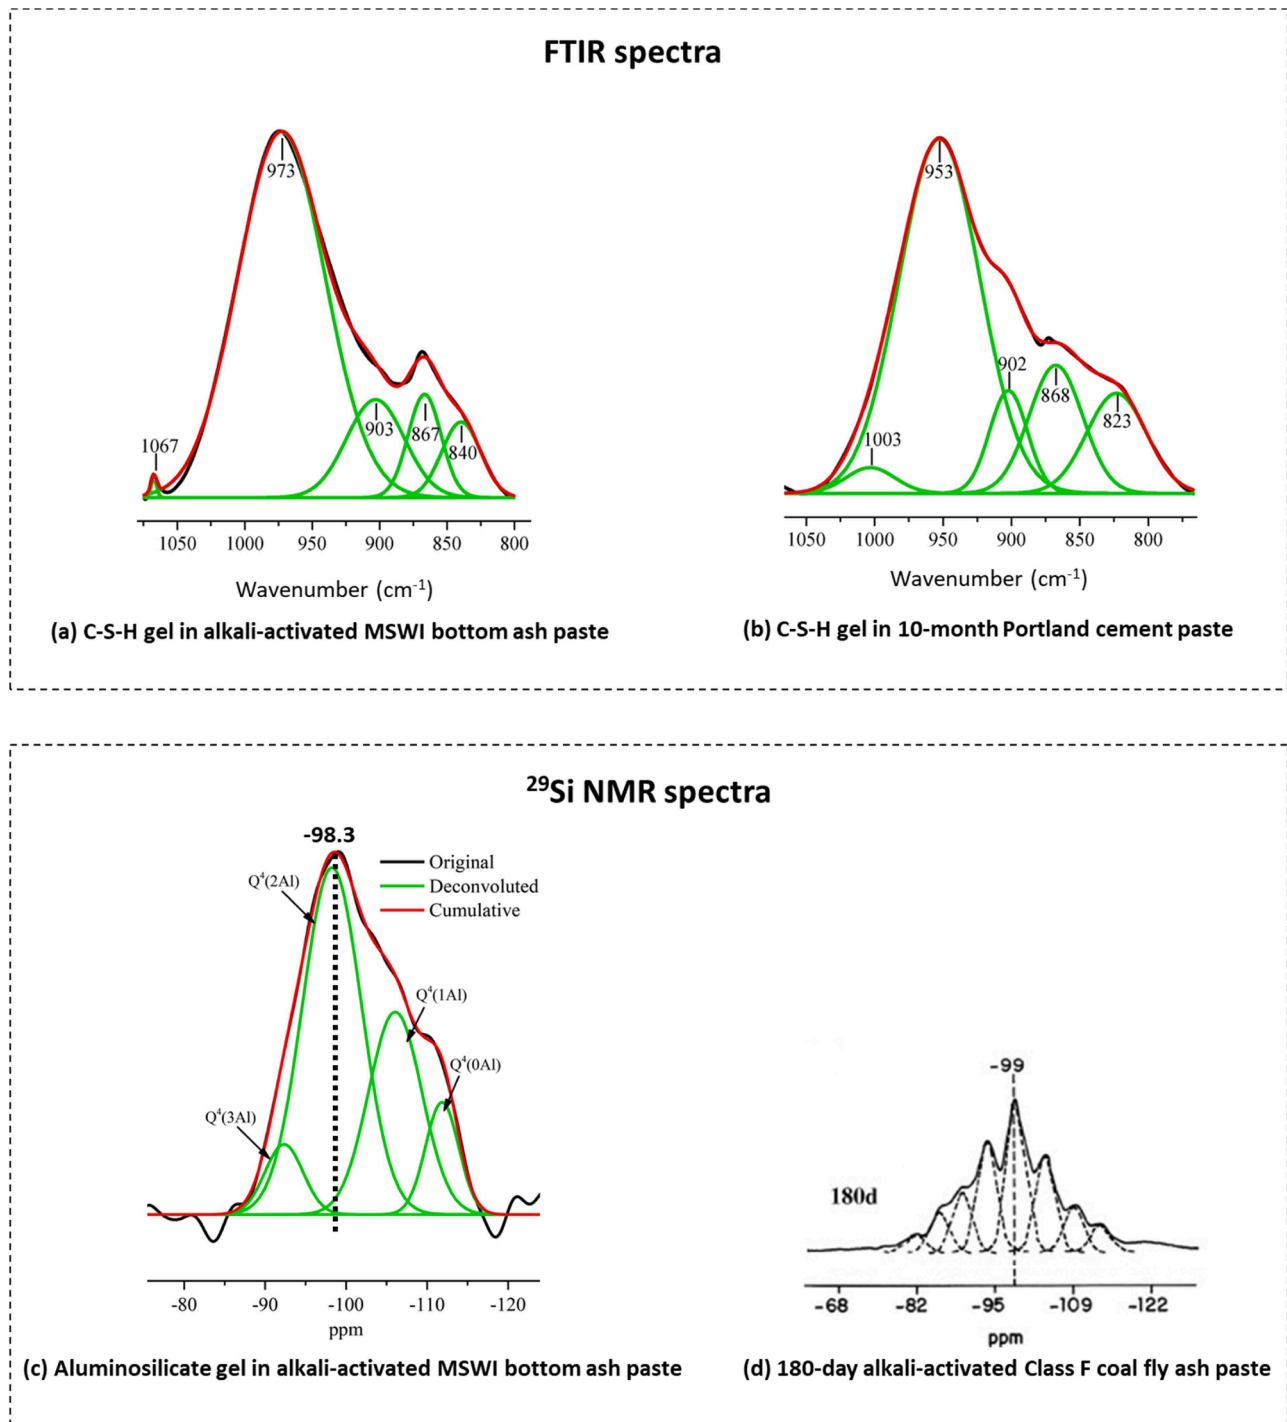 FTIR spectra
973
1067
903
867
840
1050 1000 950 900 850 800
Wavenumber (cm⁻¹)
(a) C-S-H gel in alkali-activated MSWI bottom ash paste
953
902
868
823
1003
1050 1000 950 900 850 800
Wavenumber (cm⁻¹)
(b) C-S-H gel in 10-month Portland cement paste
²⁹Si NMR spectra
-98.3
Original
Deconvoluted
Cumulative
Q⁴(2Al)
Q⁴(1Al)
Q⁴(0Al)
Q⁴(3Al)
-80 -90 -100 -110 -120
ppm
(c) Aluminosilicate gel in alkali-activated MSWI bottom ash paste
-99
180d
-68 -82 -95 -109 -122
ppm
(d) 180-day alkali-activated Class F coal fly ash paste